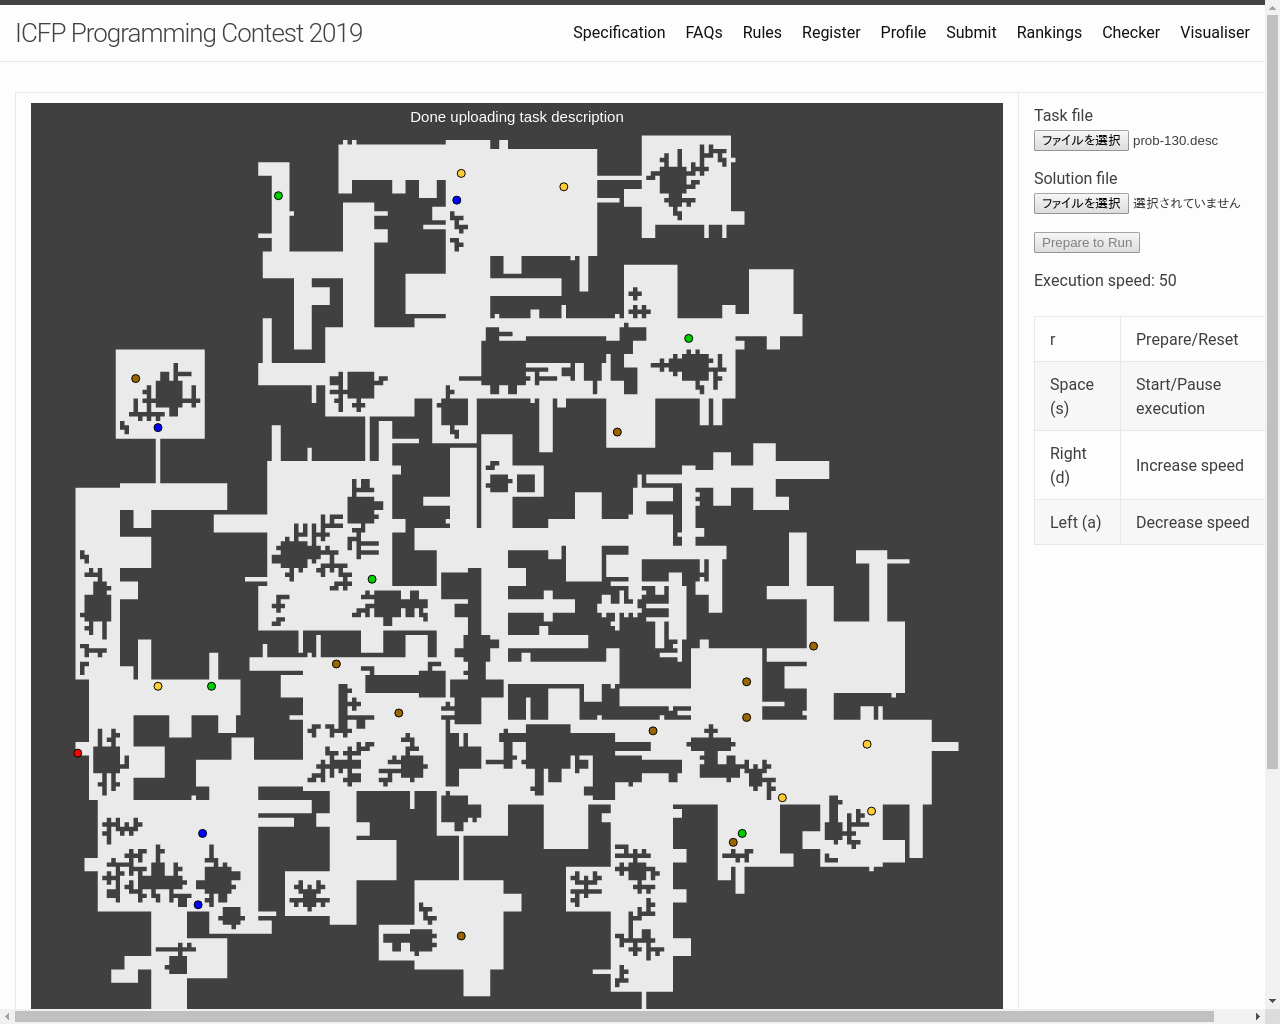 ICFP Programming Contest 2019
Specification FAQs Rules Register Profile Submit Rankings Checker Visualiser
Done uploading task description
Task file
ファイルを選択 prob-130.desc
Solution file
ファイルを選択 選択されていません
Prepare to Run
Execution speed: 50
r Prepare/Reset
Space (s) Start/Pause execution
Right (d) Increase speed
Left (a) Decrease speed